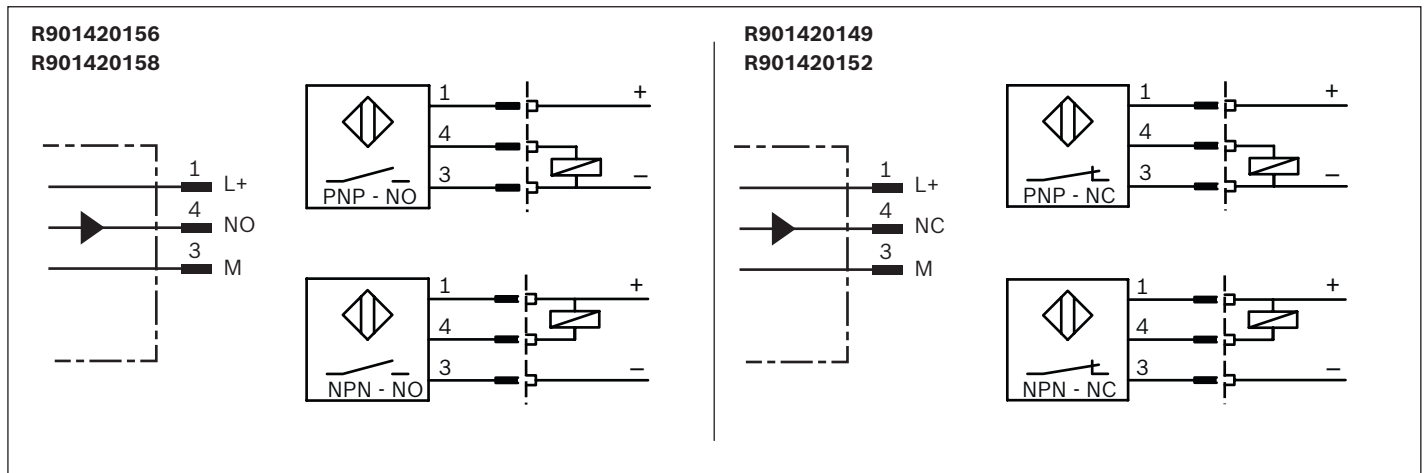 R901420156
R901420158
1 L+
4 NO
3 M
1 +
4
3 –
PNP - NO
1 +
4
3 –
NPN - NO
R901420149
R901420152
1 L+
4 NC
3 M
1 +
4
3 –
PNP - NC
1 +
4
3 –
NPN - NC